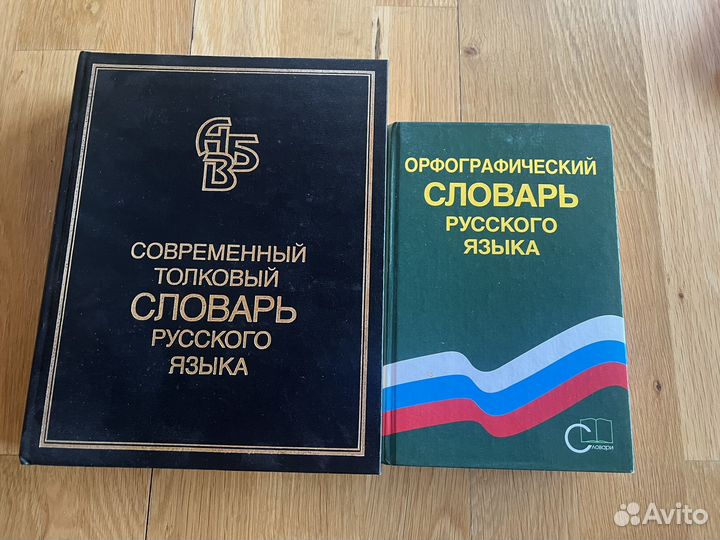 АБВ
СОВРЕМЕННЫЙ
ТОЛКОВЫЙ
СЛОВАРЬ
РУССКОГО
ЯЗЫКА
ОРФОГРАФИЧЕСКИЙ
СЛОВАРЬ
РУССКОГО
ЯЗЫКА
Словари
Avito